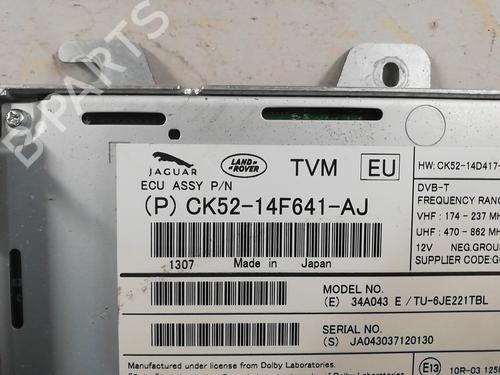 JAGUAR
LAND ROVER
TVM
EU
ECU ASSY P/N
(P) CK52-14F641-AJ
1307 Made in Japan
MODEL NO.
(E) 34A043 E / TU-6JE221TBL
SERIAL NO.
(S) JA043037120130
Manufactured under license from Dolby Laboratories.
HW: CK52-14D417-
DVB-T
FREQUENCY RANG
VHF : 174 - 237 MH
UHF : 470 - 862 MH
12V NEG.GROUN
SUPPLIER CODE:G
E13
10R-03 125
B-PARTS